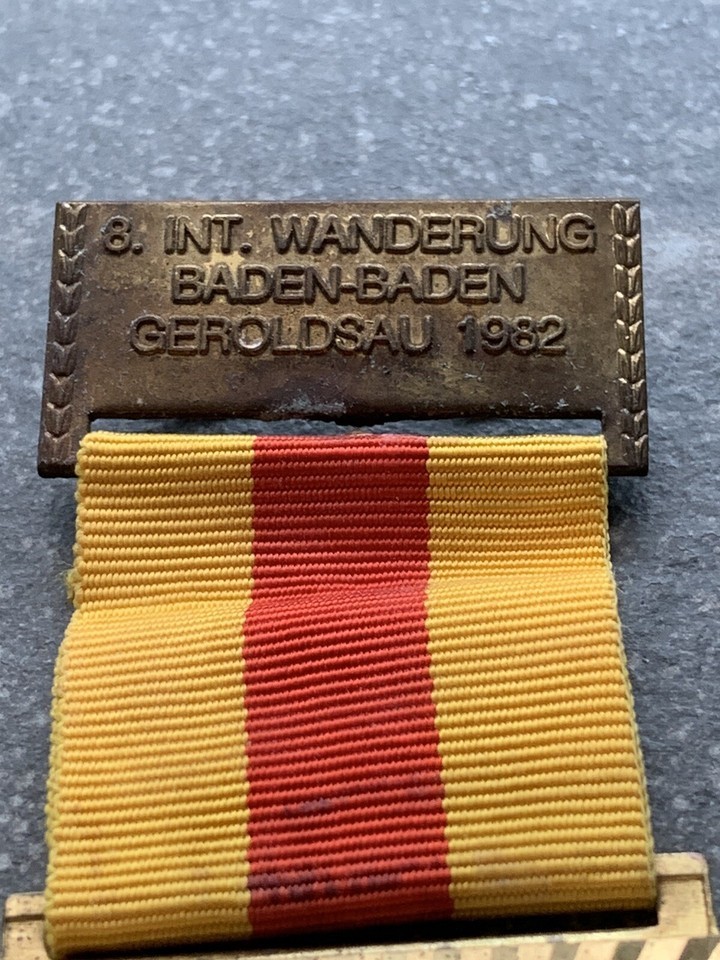 8. INT. WANDERUNG
BADEN-BADEN
GEROLDSAU 1982